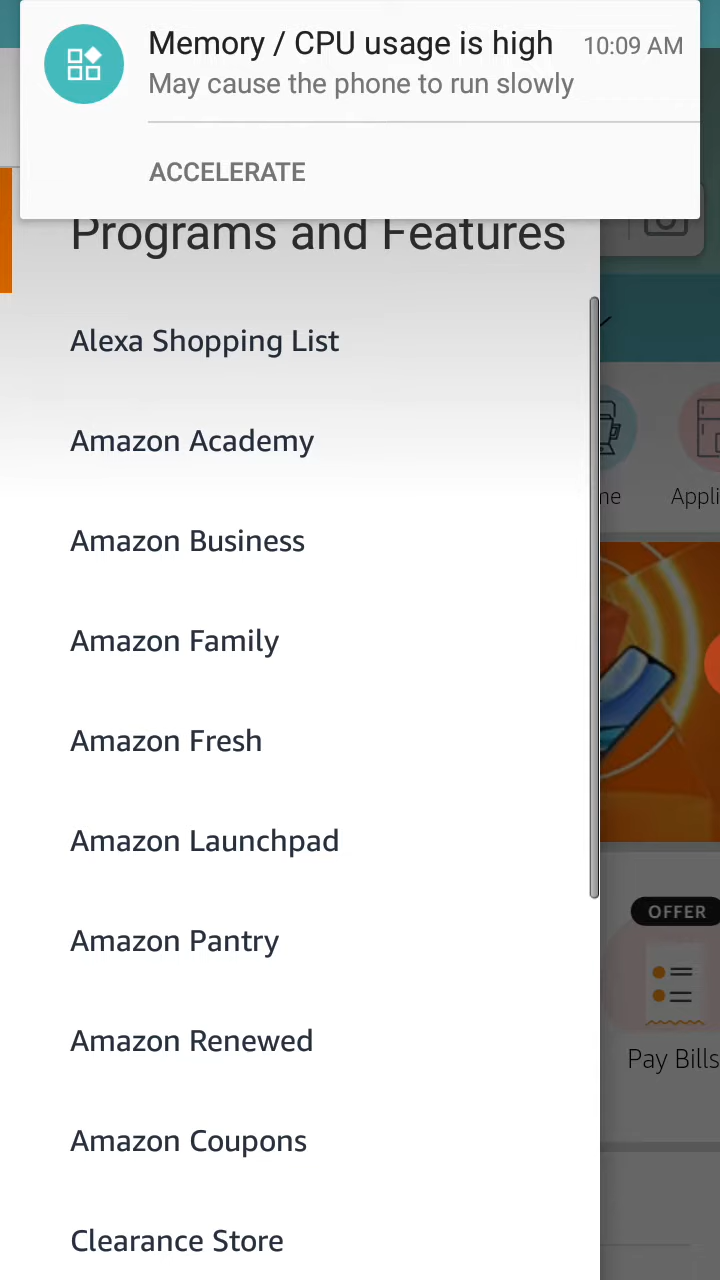 Memory / CPU usage is high 10:09 AM
May cause the phone to run slowly
ACCELERATE
Programs and Features
Alexa Shopping List
Amazon Academy
Amazon Business
Amazon Family
Amazon Fresh
Amazon Launchpad
Amazon Pantry
Amazon Renewed
Amazon Coupons
Clearance Store
OFFER
Pay Bills